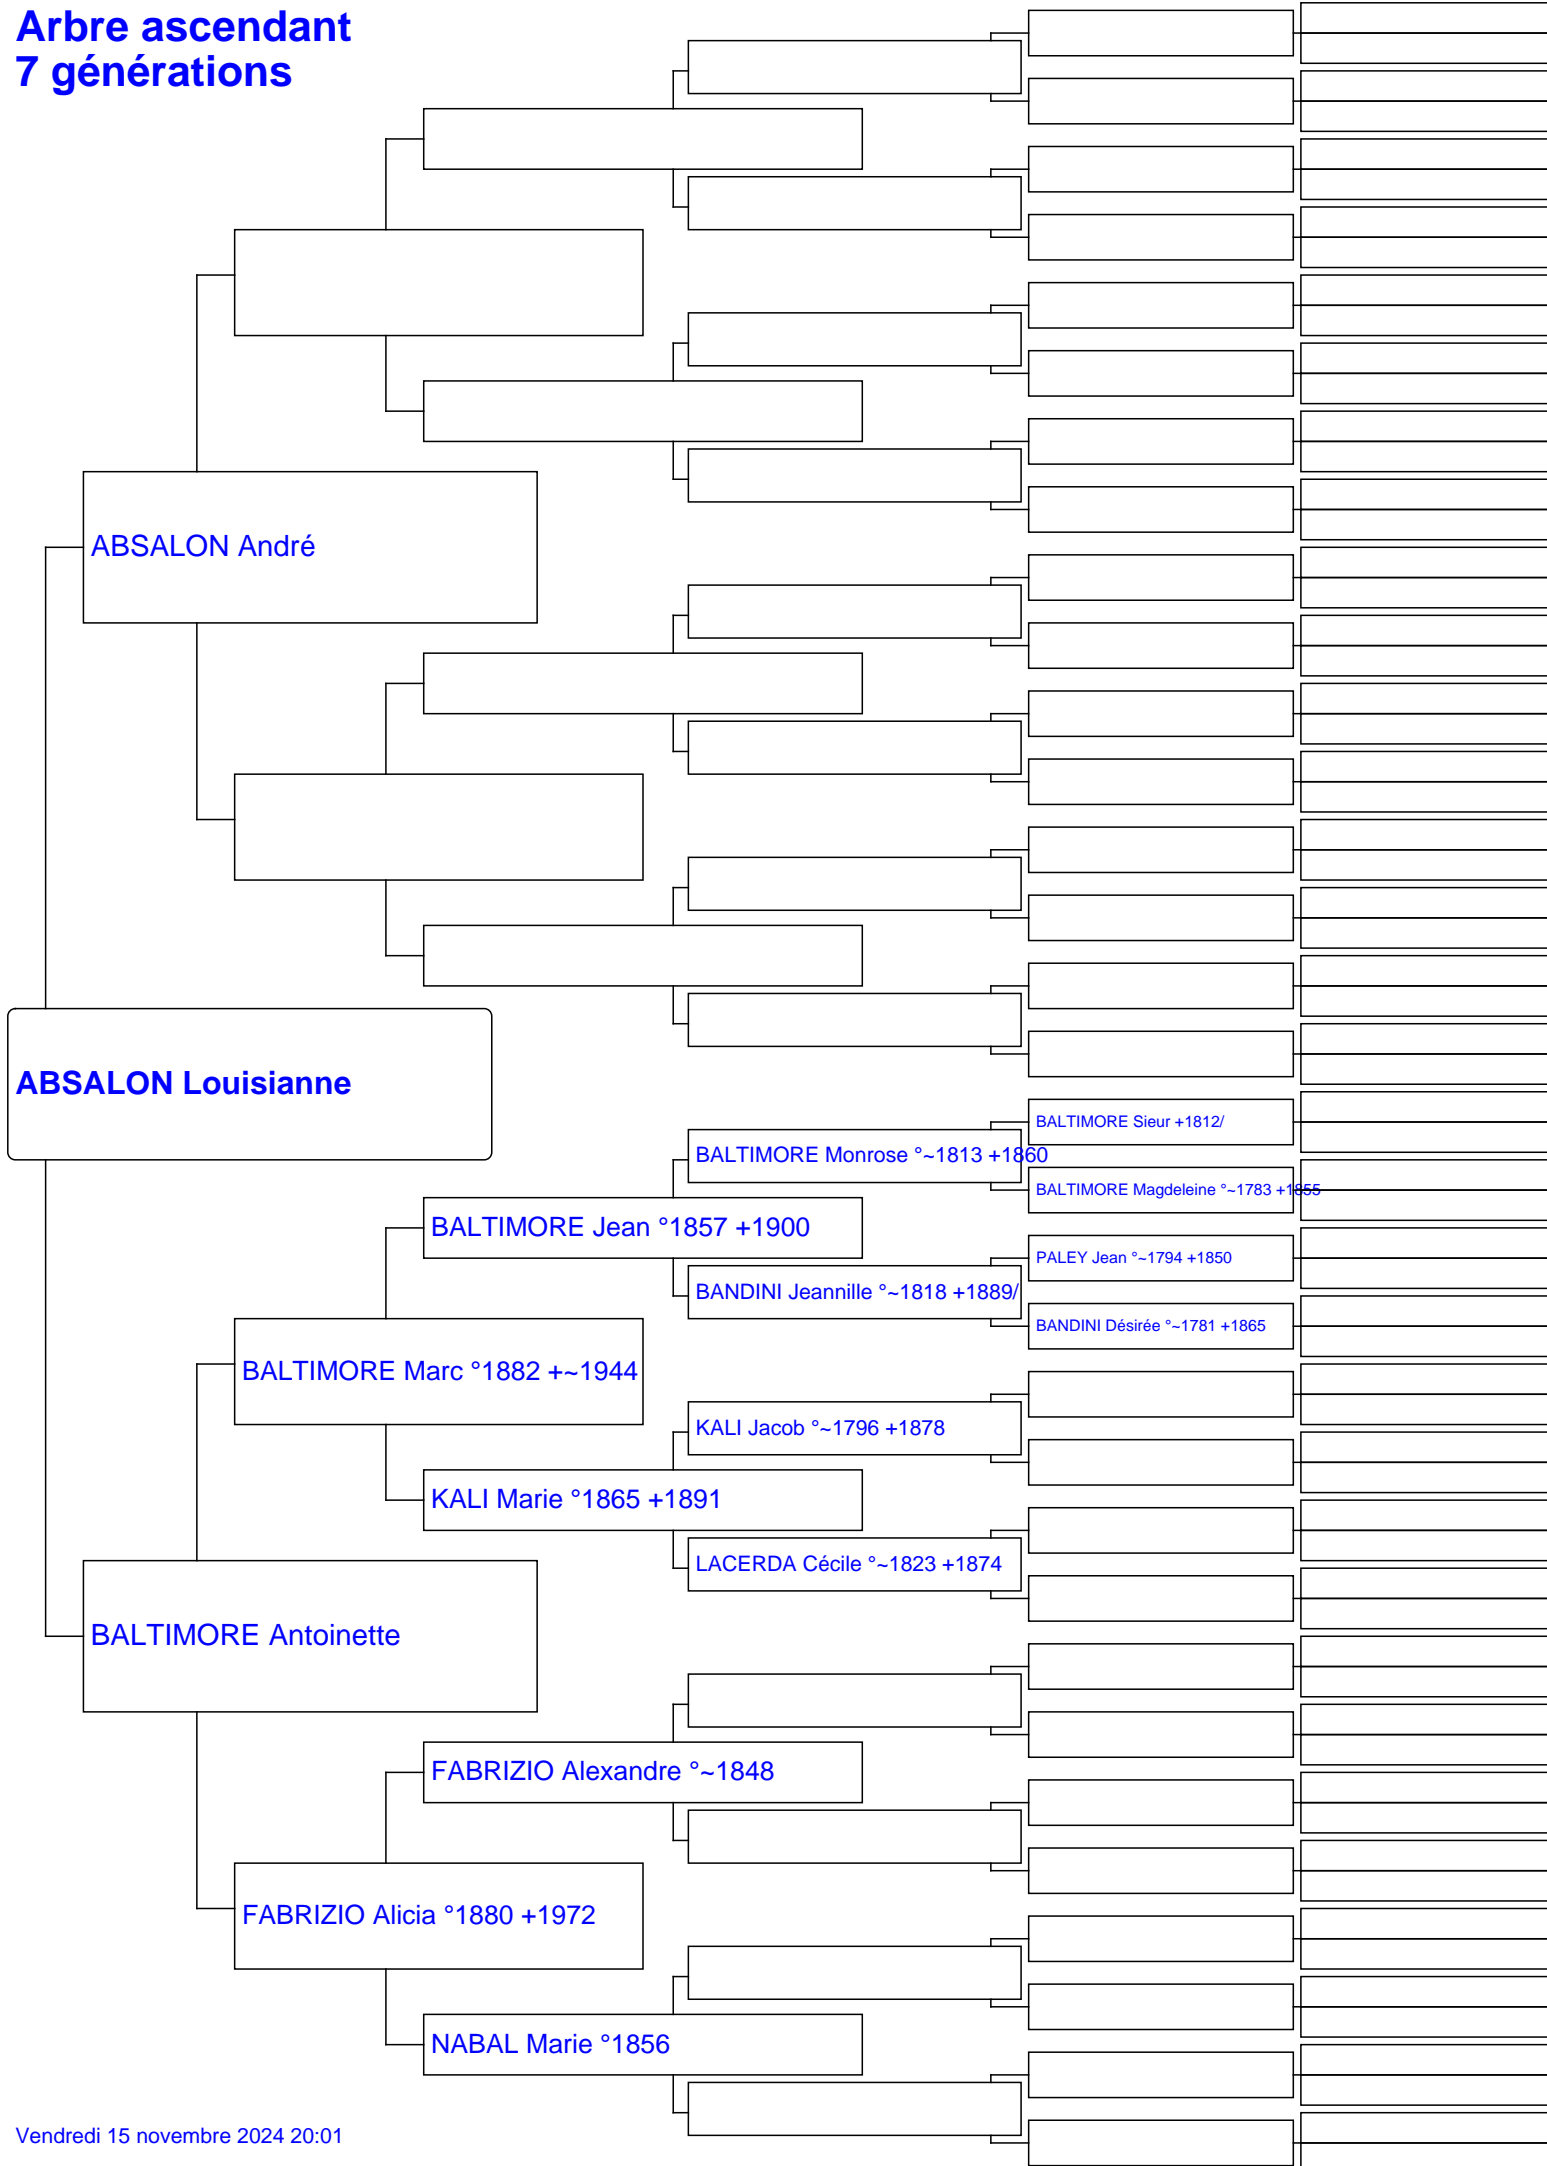 Arbre ascendant
7 générations
ABSALON André
ABSALON Louisianne
BALTIMORE Sieur +1812/
BALTIMORE Monrose °~1813 +1860
BALTIMORE Magdeleine °~1783 +1855
BALTIMORE Jean °1857 +1900
PALEY Jean °~1794 +1850
BANDINI Jeannille °~1818 +1889/
BANDINI Désirée °~1781 +1865
BALTIMORE Marc °1882 +~1944
KALI Jacob °~1796 +1878
KALI Marie °1865 +1891
LACERDA Cécile °~1823 +1874
BALTIMORE Antoinette
FABRIZIO Alexandre °~1848
FABRIZIO Alicia °1880 +1972
NABAL Marie °1856
Vendredi 15 novembre 2024 20:01